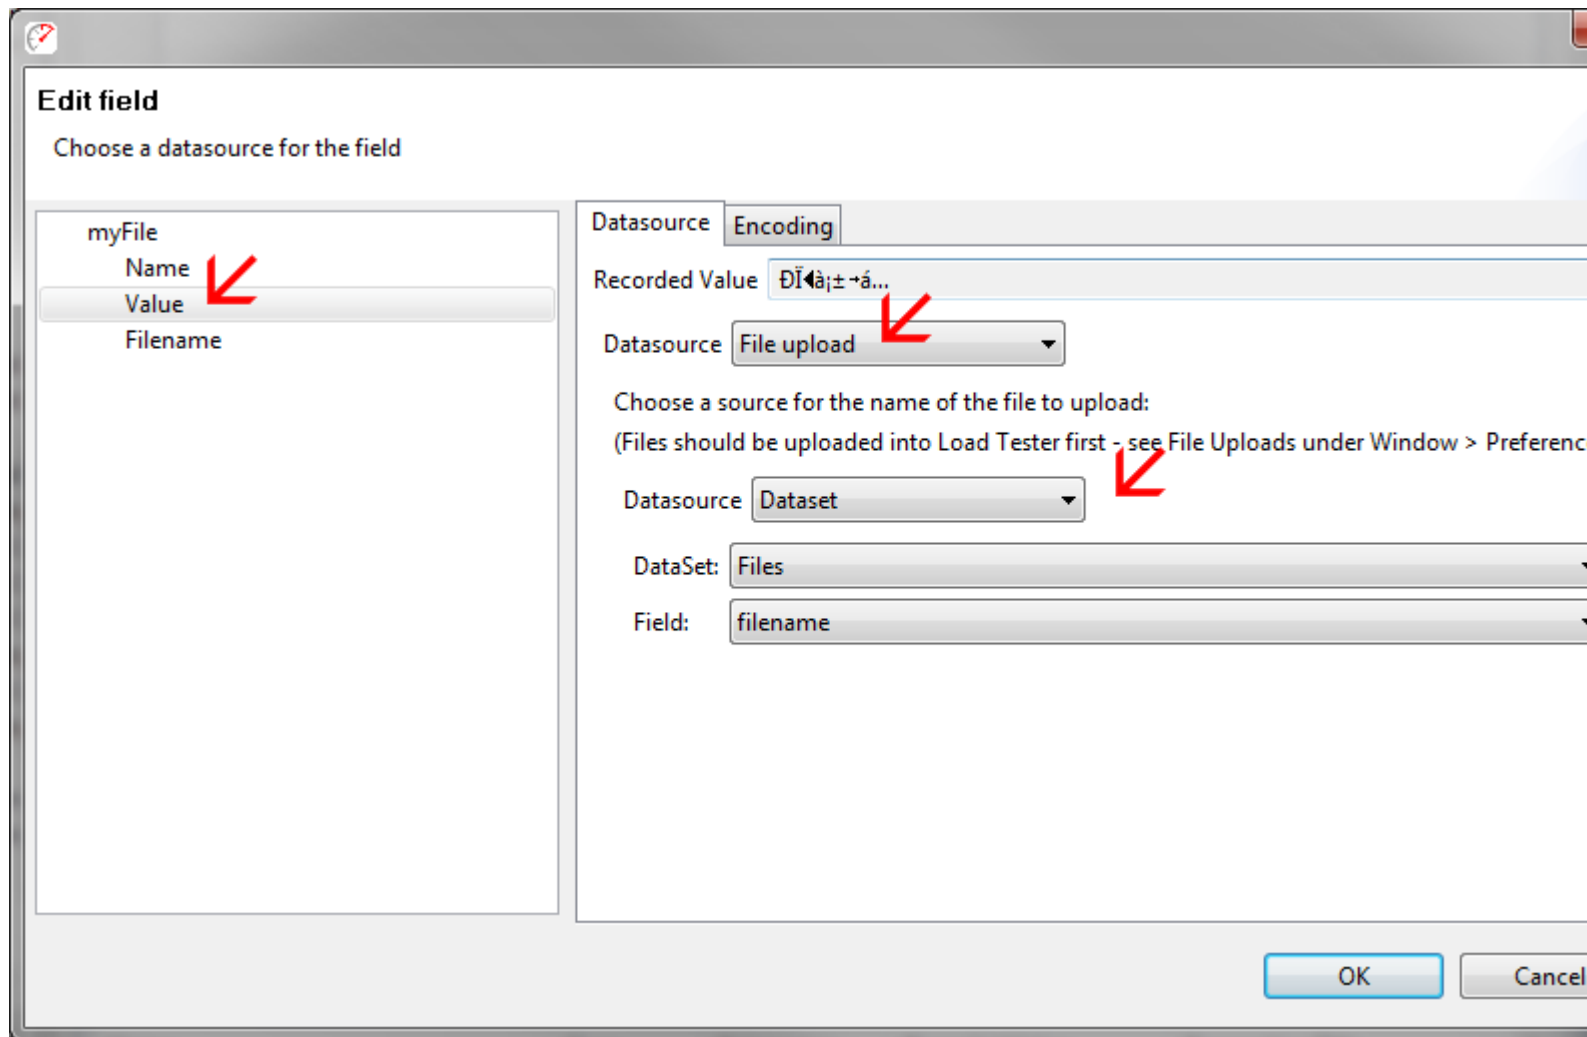 Edit field
Choose a datasource for the field
myFile
Name
Value
Filename
Datasource
Encoding
Recorded Value ÐÏ◀à¡±→á...
Datasource File upload
Choose a source for the name of the file to upload:
(Files should be uploaded into Load Tester first - see File Uploads under Window > Preferenc
Datasource Dataset
DataSet: Files
Field: filename
OK
Cancel